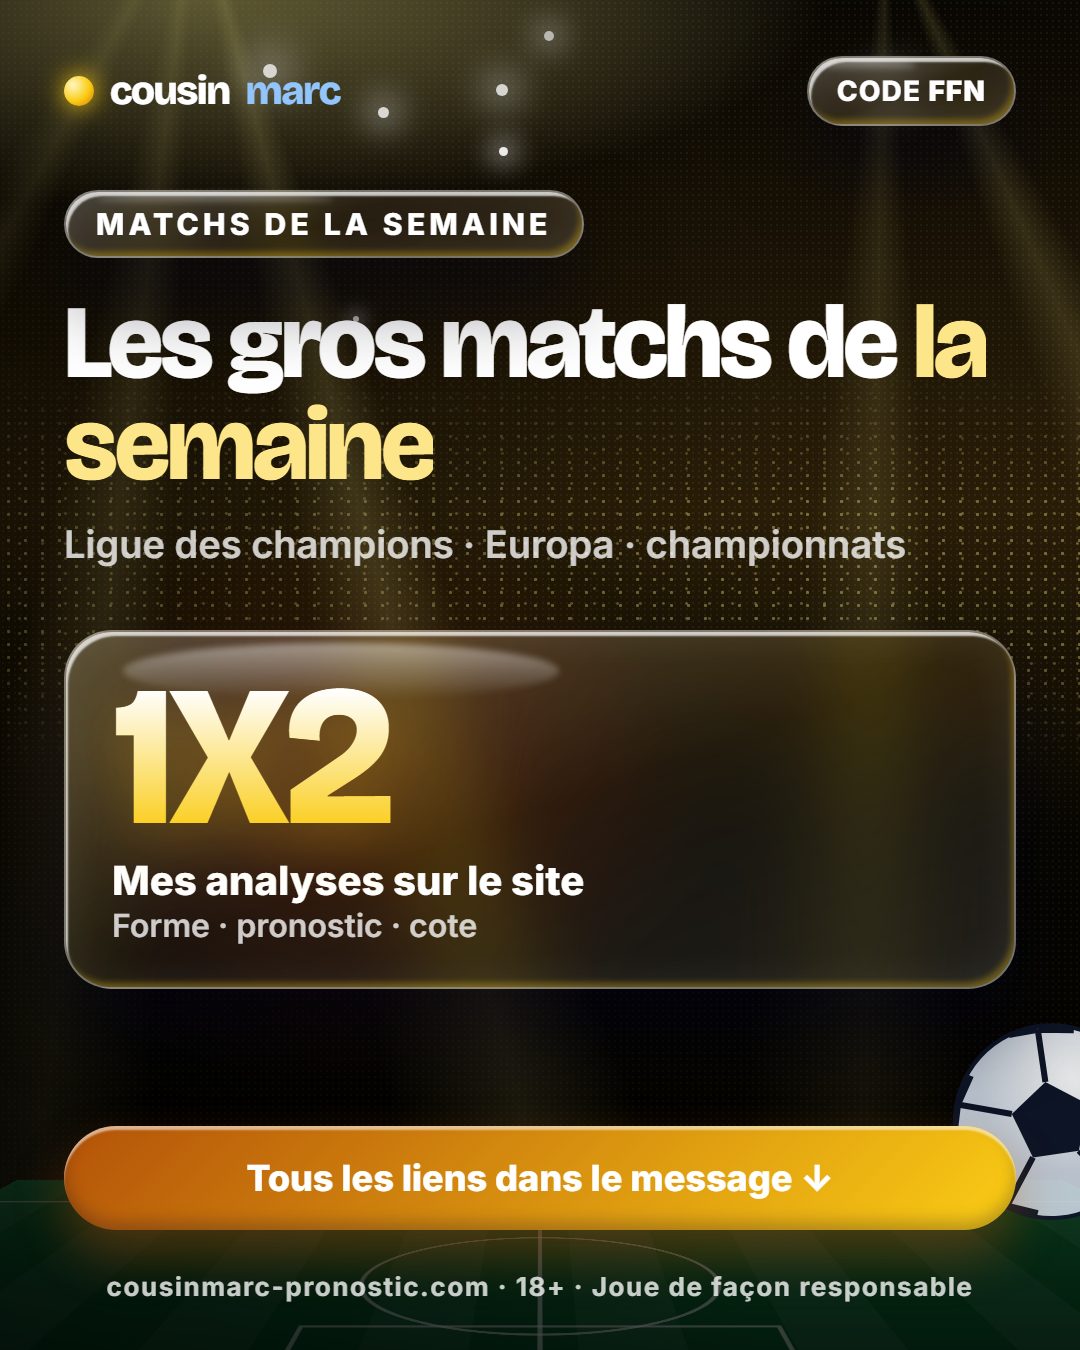 cousin marc
CODE FFN
MATCHS DE LA SEMAINE
Les gros matchs de la
semaine
Ligue des champions · Europa · championnats
1X2
Mes analyses sur le site
Forme · pronostic · cote
Tous les liens dans le message ↓
cousinmarc-pronostic.com · 18+ · Joue de façon responsable